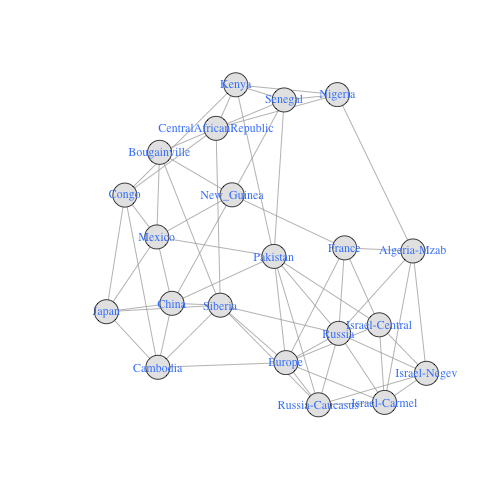 Kenya
Nigeria
Senegal
CentralAfricanRepublic
Bougainville
Congo
New_Guinea
Mexico
France
Algeria-Mzab
Pakistan
China
Siberia
Japan
Israel-Central
Russia
Europe
Cambodia
Israel-Negev
Russia-Caucasus
Israel-Carmel